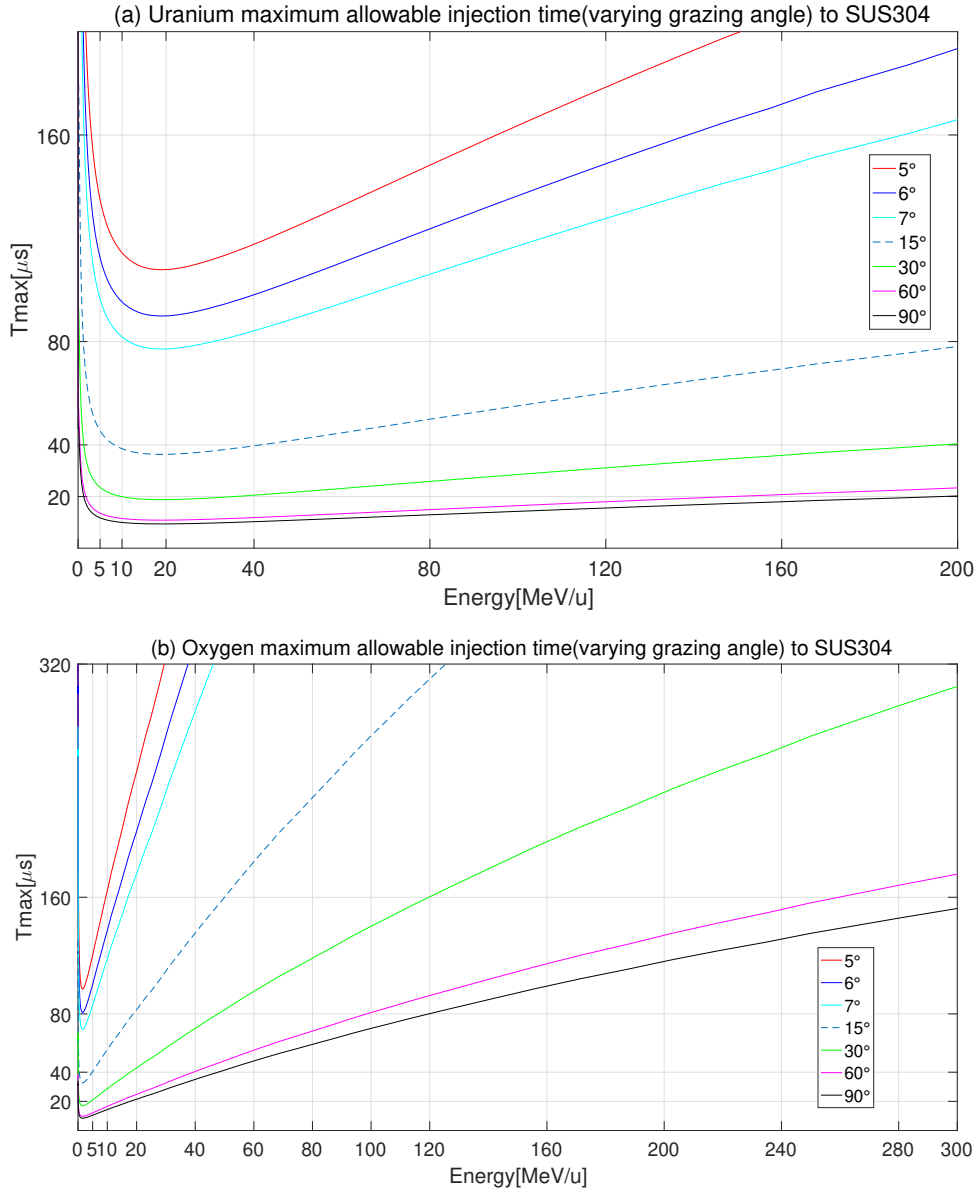 (a) Uranium maximum allowable injection time(varying grazing angle) to SUS304
Tmax[μs]
160
80
40
20
5°
6°
7°
15°
30°
60°
90°
0 5 10 20 40 80 120 160 200
Energy[MeV/u]
(b) Oxygen maximum allowable injection time(varying grazing angle) to SUS304
Tmax[μs]
320
160
80
40
20
5°
6°
7°
15°
30°
60°
90°
0 5 10 20 40 60 80 100 120 140 160 200 220 240 260 280 300
Energy[MeV/u]